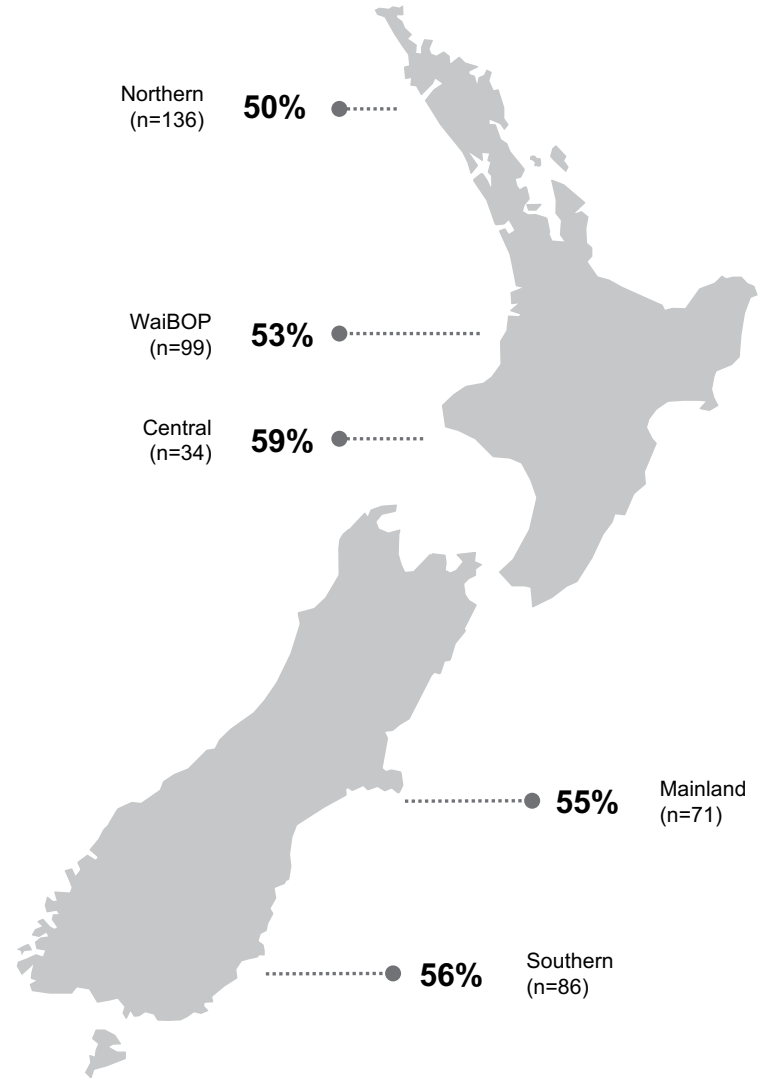 Northern
(n=136)
50%
WaiBOP
(n=99)
53%
Central
(n=34)
59%
55%
Mainland
(n=71)
56%
Southern
(n=86)